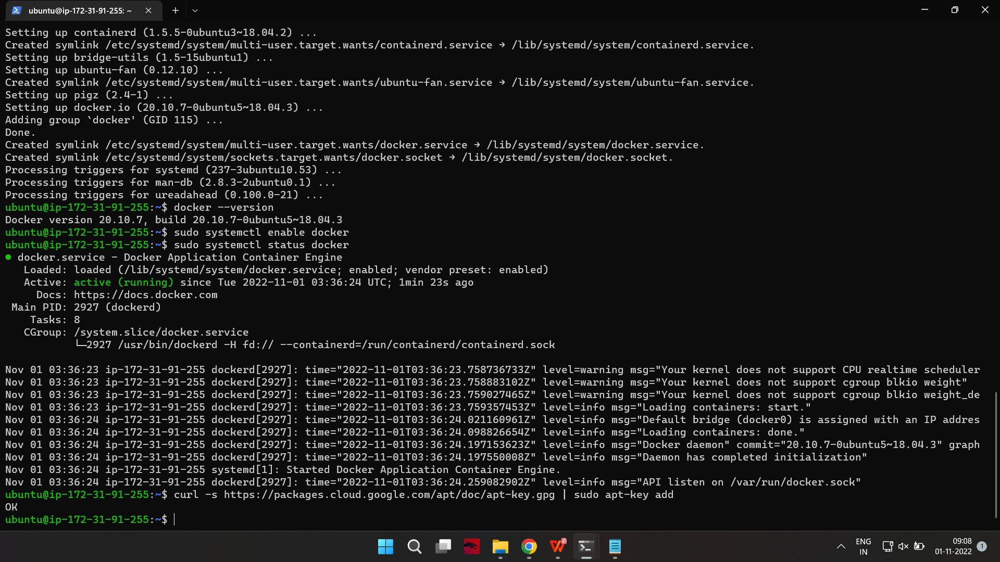 ubuntu@ip-172-31-91-255: ~
Setting up containerd (1.5.5-0ubuntu3~18.04.2) ...
Created symlink /etc/systemd/system/multi-user.target.wants/containerd.service → /lib/systemd/system/containerd.service.
Setting up bridge-utils (1.5-15ubuntu1) ...
Setting up ubuntu-fan (0.12.10) ...
Created symlink /etc/systemd/system/multi-user.target.wants/ubuntu-fan.service → /lib/systemd/system/ubuntu-fan.service.
Setting up pigz (2.4-1) ...
Setting up docker.io (20.10.7-0ubuntu5~18.04.3) ...
Adding group `docker' (GID 115) ...
Done.
Created symlink /etc/systemd/system/multi-user.target.wants/docker.service → /lib/systemd/system/docker.service.
Created symlink /etc/systemd/system/sockets.target.wants/docker.socket → /lib/systemd/system/docker.socket.
Processing triggers for systemd (237-3ubuntu10.53) ...
Processing triggers for man-db (2.8.3-2ubuntu0.1) ...
Processing triggers for ureadahead (0.100.0-21) ...
ubuntu@ip-172-31-91-255:~$ docker --version
Docker version 20.10.7, build 20.10.7-0ubuntu5~18.04.3
ubuntu@ip-172-31-91-255:~$ sudo systemctl enable docker
ubuntu@ip-172-31-91-255:~$ sudo systemctl status docker
● docker.service - Docker Application Container Engine
   Loaded: loaded (/lib/systemd/system/docker.service; enabled; vendor preset: enabled)
   Active: active (running) since Tue 2022-11-01 03:36:24 UTC; 1min 23s ago
     Docs: https://docs.docker.com
 Main PID: 2927 (dockerd)
    Tasks: 8
   CGroup: /system.slice/docker.service
           └─2927 /usr/bin/dockerd -H fd:// --containerd=/run/containerd/containerd.sock
Nov 01 03:36:23 ip-172-31-91-255 dockerd[2927]: time="2022-11-01T03:36:23.758736733Z" level=warning msg="Your kernel does not support CPU realtime scheduler
Nov 01 03:36:23 ip-172-31-91-255 dockerd[2927]: time="2022-11-01T03:36:23.758883102Z" level=warning msg="Your kernel does not support cgroup blkio weight"
Nov 01 03:36:23 ip-172-31-91-255 dockerd[2927]: time="2022-11-01T03:36:23.759027465Z" level=warning msg="Your kernel does not support cgroup blkio weight_de
Nov 01 03:36:23 ip-172-31-91-255 dockerd[2927]: time="2022-11-01T03:36:23.759357453Z" level=info msg="Loading containers: start."
Nov 01 03:36:24 ip-172-31-91-255 dockerd[2927]: time="2022-11-01T03:36:24.021160961Z" level=info msg="Default bridge (docker0) is assigned with an IP addres
Nov 01 03:36:24 ip-172-31-91-255 dockerd[2927]: time="2022-11-01T03:36:24.098826654Z" level=info msg="Loading containers: done."
Nov 01 03:36:24 ip-172-31-91-255 dockerd[2927]: time="2022-11-01T03:36:24.197153623Z" level=info msg="Docker daemon" commit="20.10.7-0ubuntu5~18.04.3" graph
Nov 01 03:36:24 ip-172-31-91-255 dockerd[2927]: time="2022-11-01T03:36:24.197550008Z" level=info msg="Daemon has completed initialization"
Nov 01 03:36:24 ip-172-31-91-255 systemd[1]: Started Docker Application Container Engine.
Nov 01 03:36:24 ip-172-31-91-255 dockerd[2927]: time="2022-11-01T03:36:24.259082902Z" level=info msg="API listen on /var/run/docker.sock"
ubuntu@ip-172-31-91-255:~$ curl -s https://packages.cloud.google.com/apt/doc/apt-key.gpg | sudo apt-key add
OK
ubuntu@ip-172-31-91-255:~$
ENG
IN
09:08
01-11-2022
1